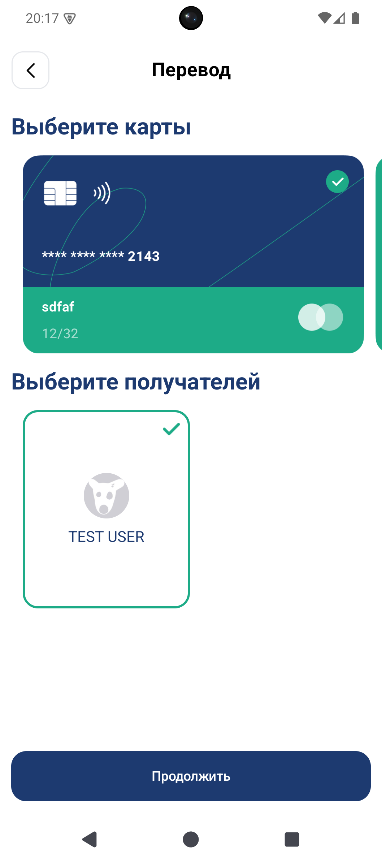 20:17
Перевод
Выберите карты
**** **** **** 2143
sdfaf
12/32
Выберите получателей
TEST USER
Продолжить